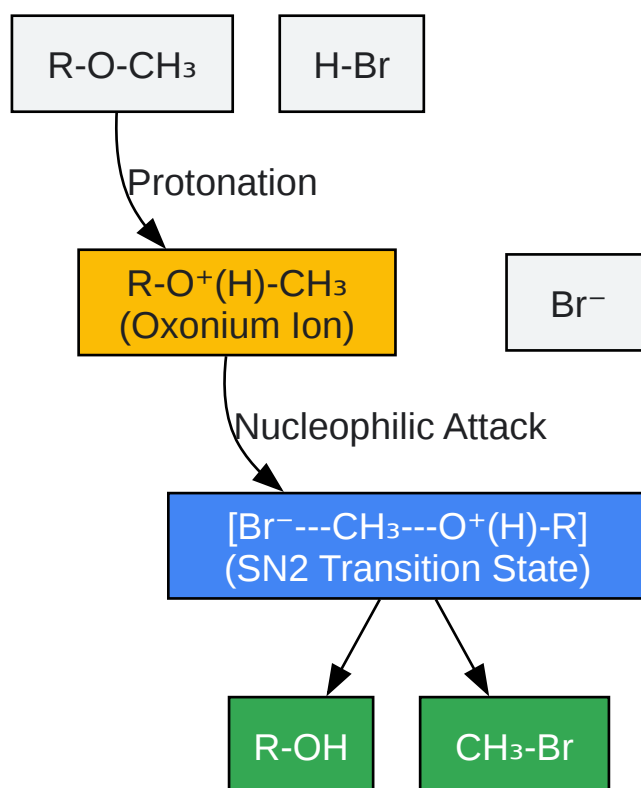 R-O-CH₃
H-Br
Protonation
R-O⁺(H)-CH₃
(Oxonium Ion)
Br⁻
Nucleophilic Attack
[Br⁻---CH₃---O⁺(H)-R]
(SN2 Transition State)
R-OH
CH₃-Br